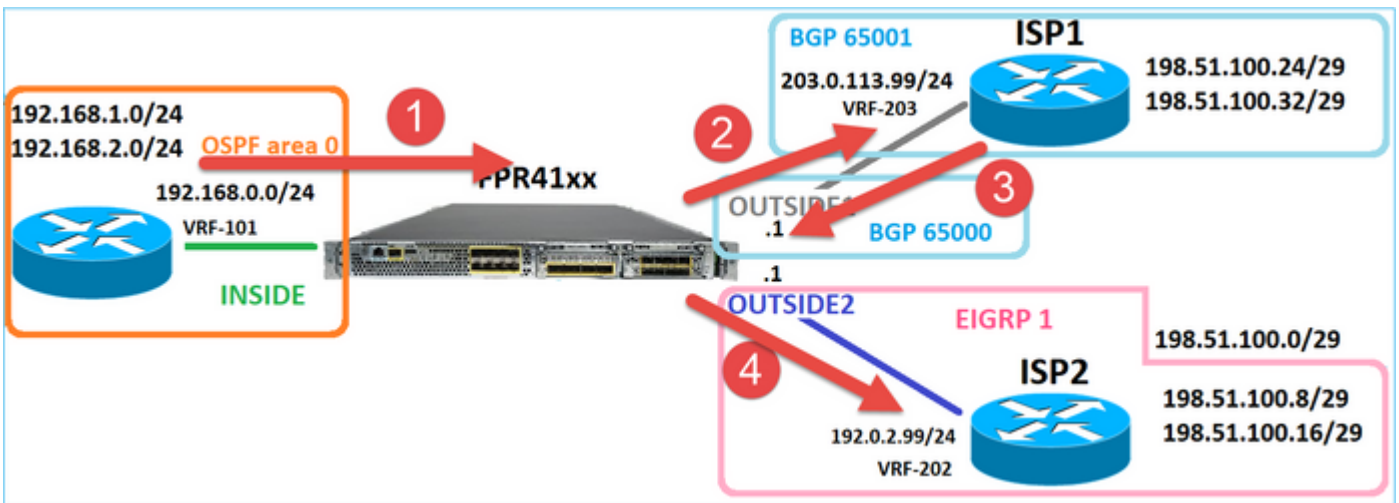 BGP 65001
ISP1
203.0.113.99/24
VRF-203
198.51.100.24/29
198.51.100.32/29
192.168.1.0/24
192.168.2.0/24
OSPF area 0
1
2
3
FPR41xx
192.168.0.0/24
VRF-101
INSIDE
OUTSIDE1
.1
BGP 65000
.1
OUTSIDE2
EIGRP 1
198.51.100.0/29
4
ISP2
198.51.100.8/29
198.51.100.16/29
192.0.2.99/24
VRF-202